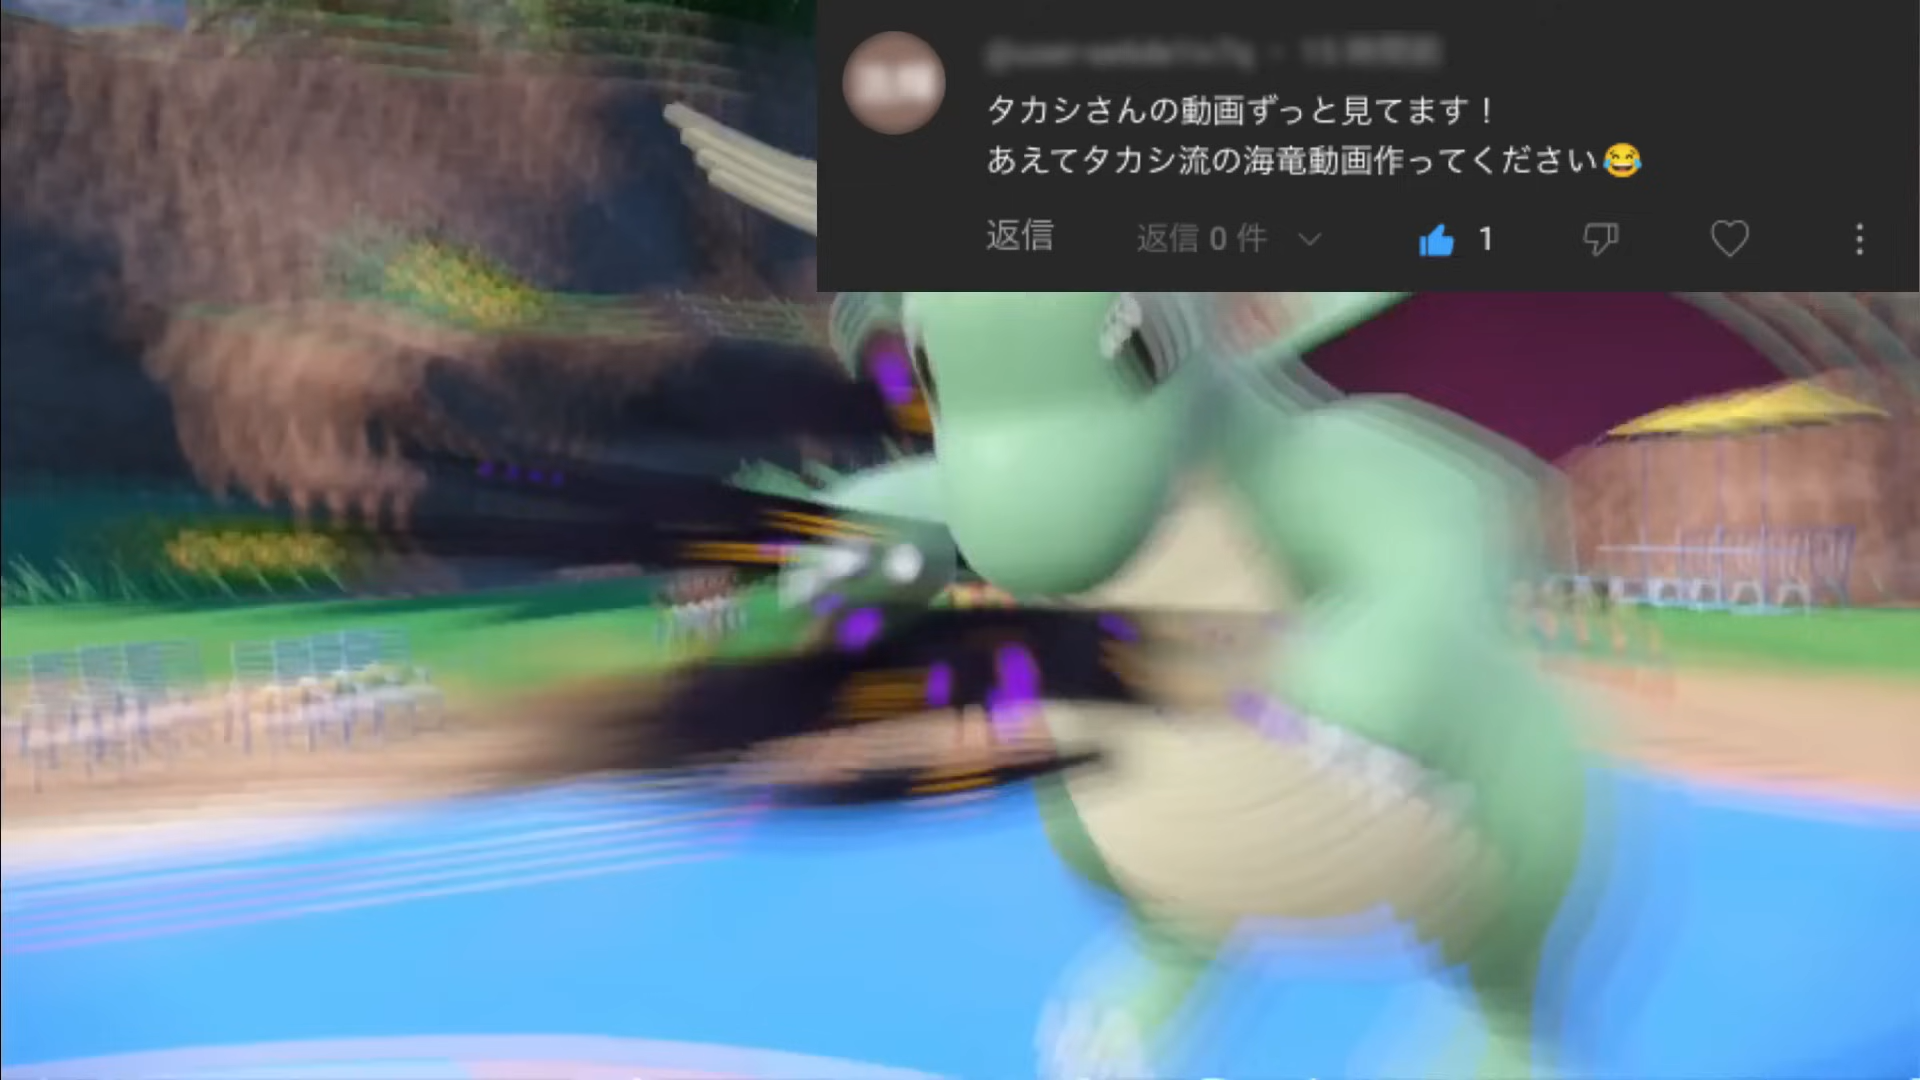 タカシさんの動画ずっと見てます！
あえてタカシ流の海竜動画作ってください😂
返信
返信 0 件
1